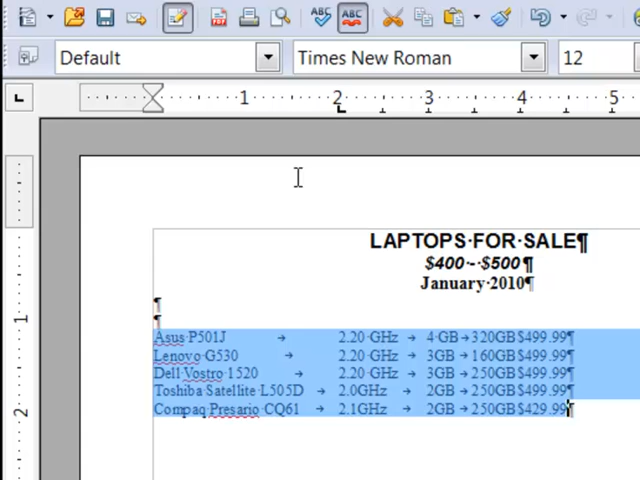 Default Times New Roman 12
1 2 3 4 5
LAPTOPS·FOR·SALE¶
$400·-·$500¶
January·2010¶
¶
¶
Asus·P501J → 2.20·GHz → 4·GB→320GB$499.99¶
Lenovo·G530 → 2.20·GHz → 3GB→160GB$499.99¶
Dell·Vostro·1520 → 2.20·GHz → 3GB→250GB$499.99¶
Toshiba·Satellite·L505D → 2.0GHz → 2GB→250GB$499.99¶
Compaq·Presario·CQ61 → 2.1GHz → 2GB→250GB$429.99¶
1
2